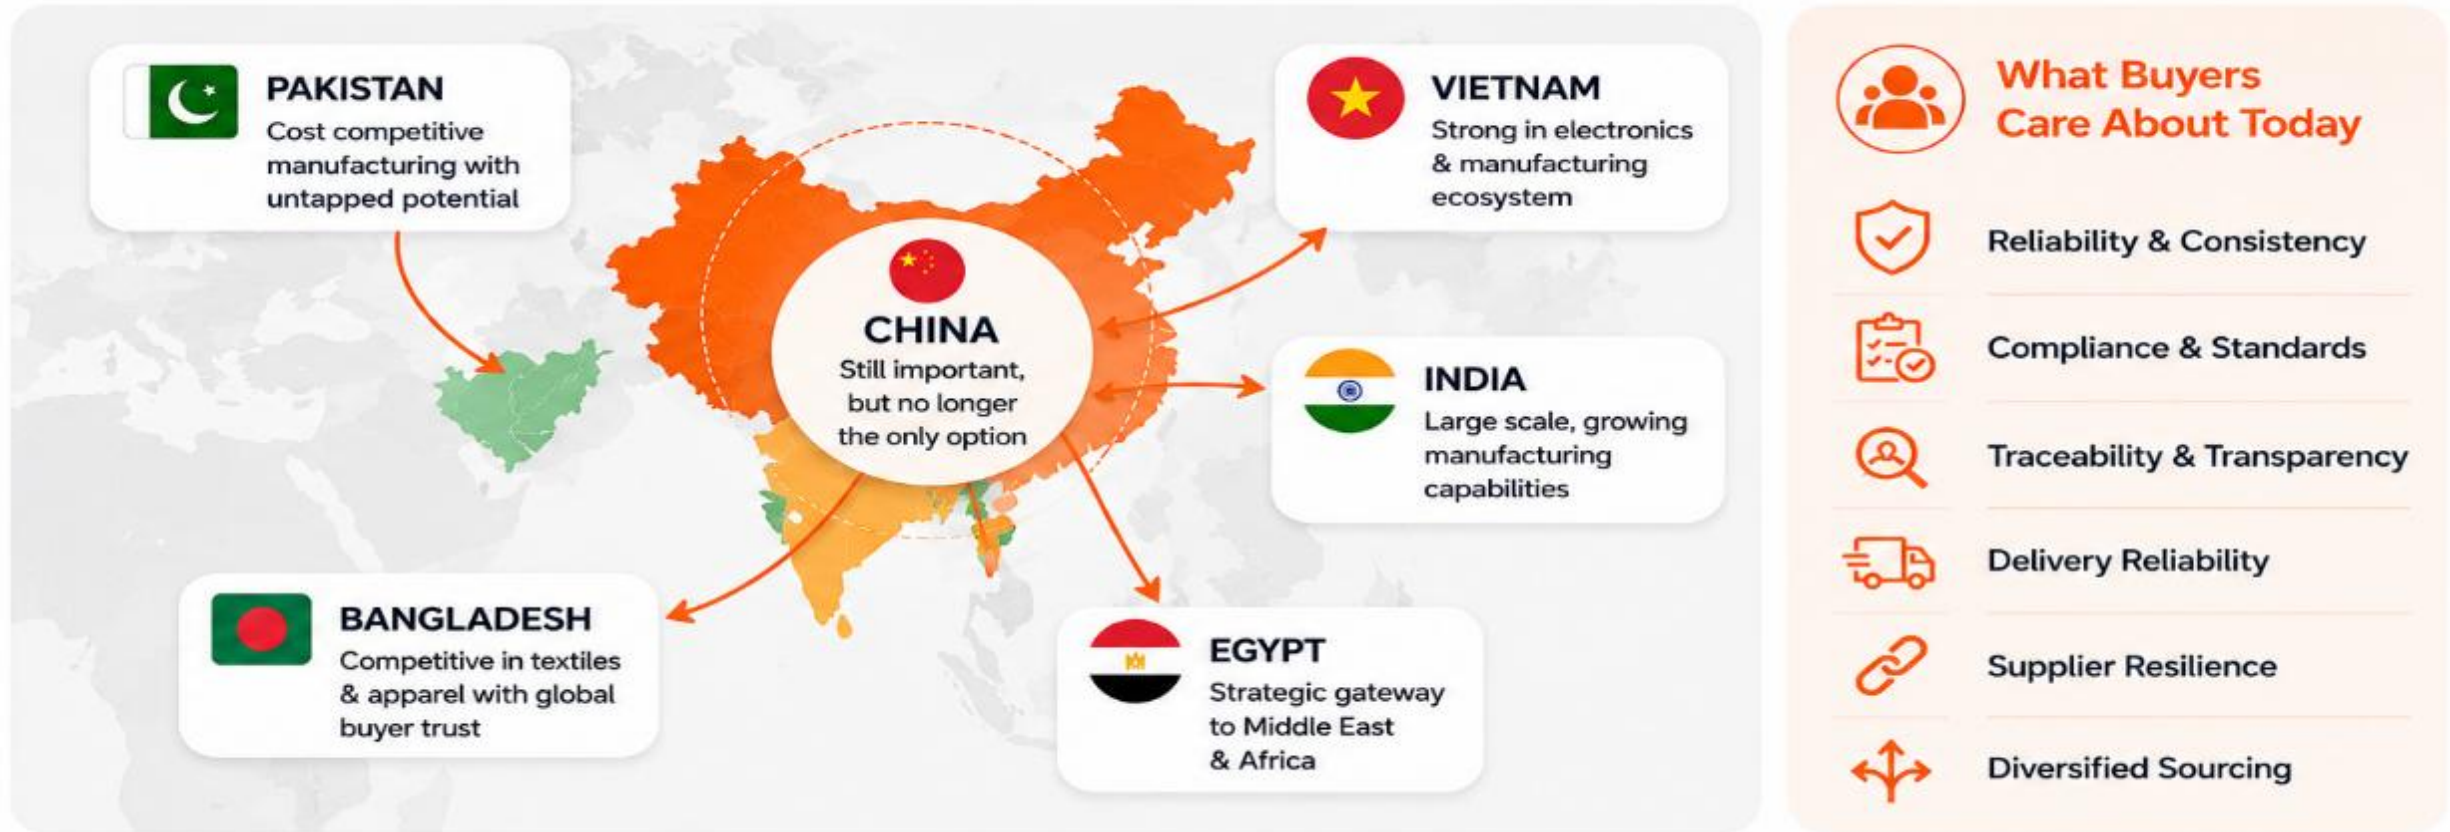 PAKISTAN
Cost competitive
manufacturing with
untapped potential
VIETNAM
Strong in electronics
& manufacturing
ecosystem
CHINA
Still important,
but no longer
the only option
INDIA
Large scale, growing
manufacturing
capabilities
BANGLADESH
Competitive in textiles
& apparel with global
buyer trust
EGYPT
Strategic gateway
to Middle East
& Africa
What Buyers
Care About Today
Reliability & Consistency
Compliance & Standards
Traceability & Transparency
Delivery Reliability
Supplier Resilience
Diversified Sourcing